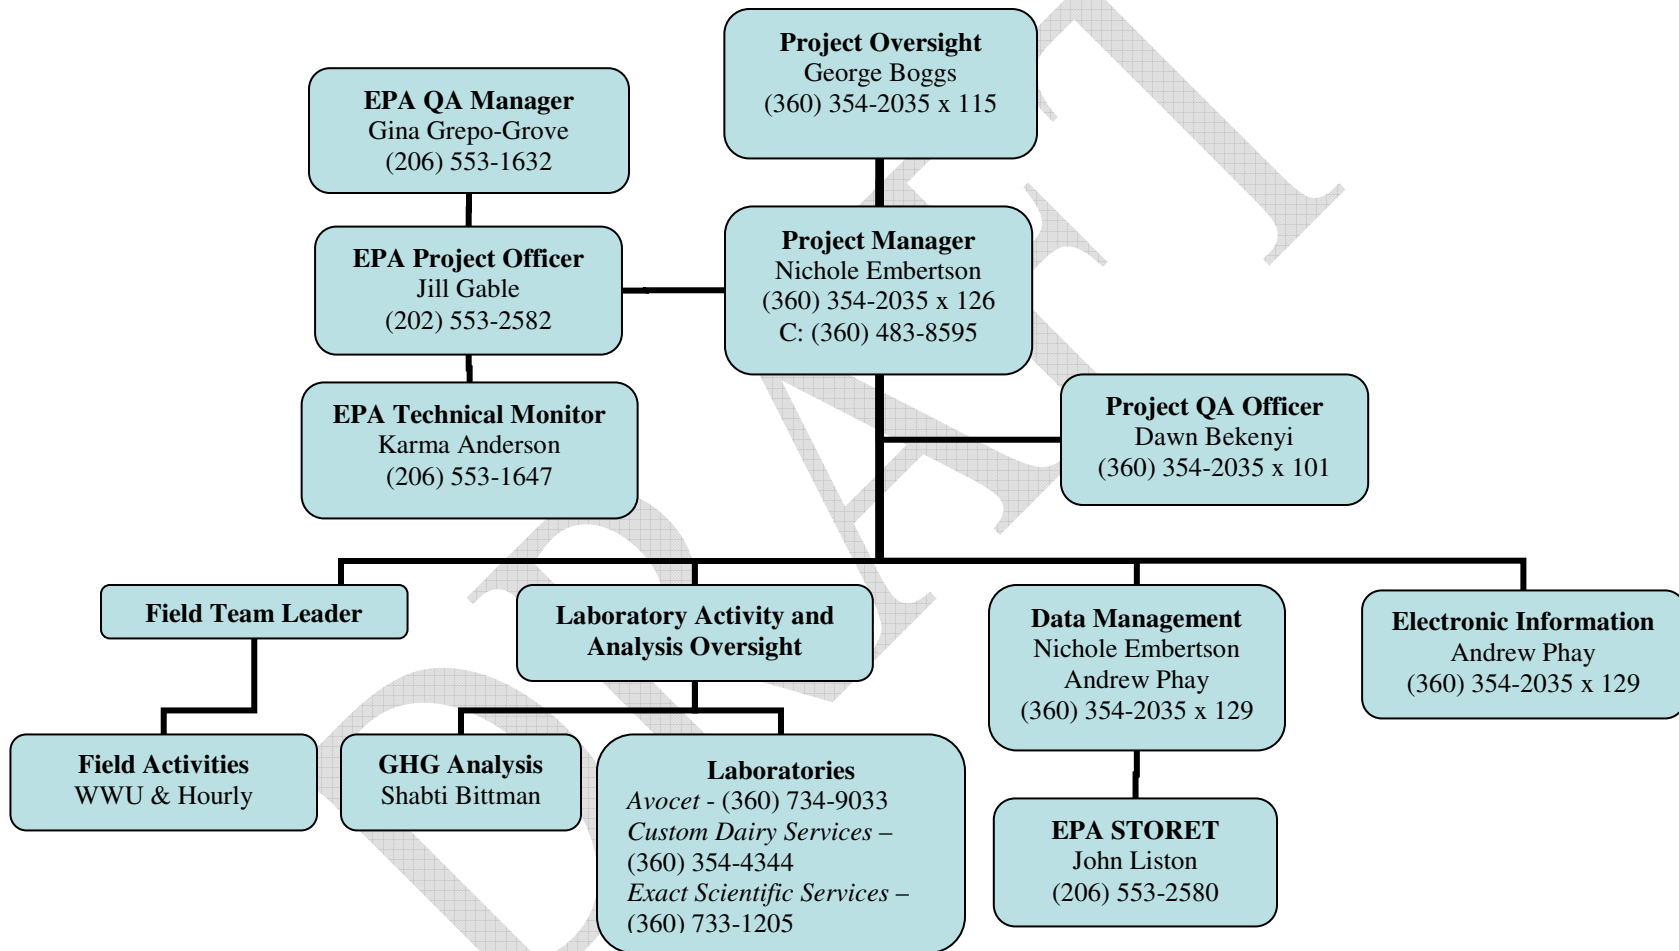 Project Oversight
George Boggs
(360) 354-2035 x 115
EPA QA Manager
Gina Grepo-Grove
(206) 553-1632
Project Manager
Nichole Embertson
(360) 354-2035 x 126
C: (360) 483-8595
EPA Project Officer
Jill Gable
(202) 553-2582
EPA Technical Monitor
Karma Anderson
(206) 553-1647
Project QA Officer
Dawn Bekenyi
(360) 354-2035 x 101
Field Team Leader
Laboratory Activity and
Analysis Oversight
Data Management
Nichole Embertson
Andrew Phay
(360) 354-2035 x 129
Electronic Information
Andrew Phay
(360) 354-2035 x 129
Field Activities
WWU & Hourly
GHG Analysis
Shabti Bittman
Laboratories
Avocet - (360) 734-9033
Custom Dairy Services –
(360) 354-4344
Exact Scientific Services –
(360) 733-1205
EPA STORET
John Liston
(206) 553-2580
DRAFT